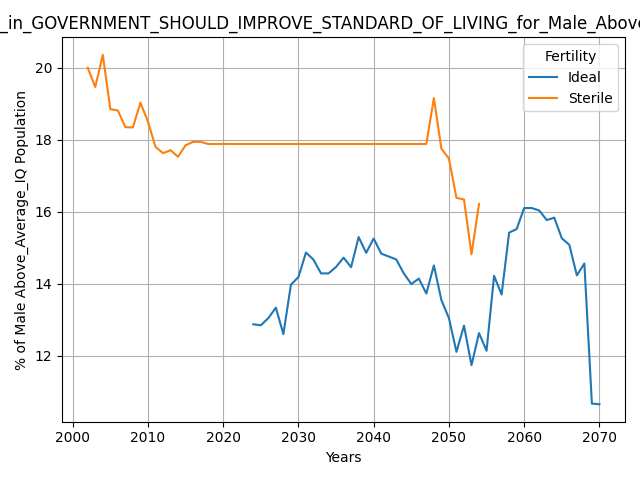 _in_GOVERNMENT_SHOULD_IMPROVE_STANDARD_OF_LIVING_for_Male_Above
Fertility
Ideal
Sterile
% of Male Above_Average_IQ Population
20
18
16
14
12
2000 2010 2020 2030 2040 2050 2060 2070
Years